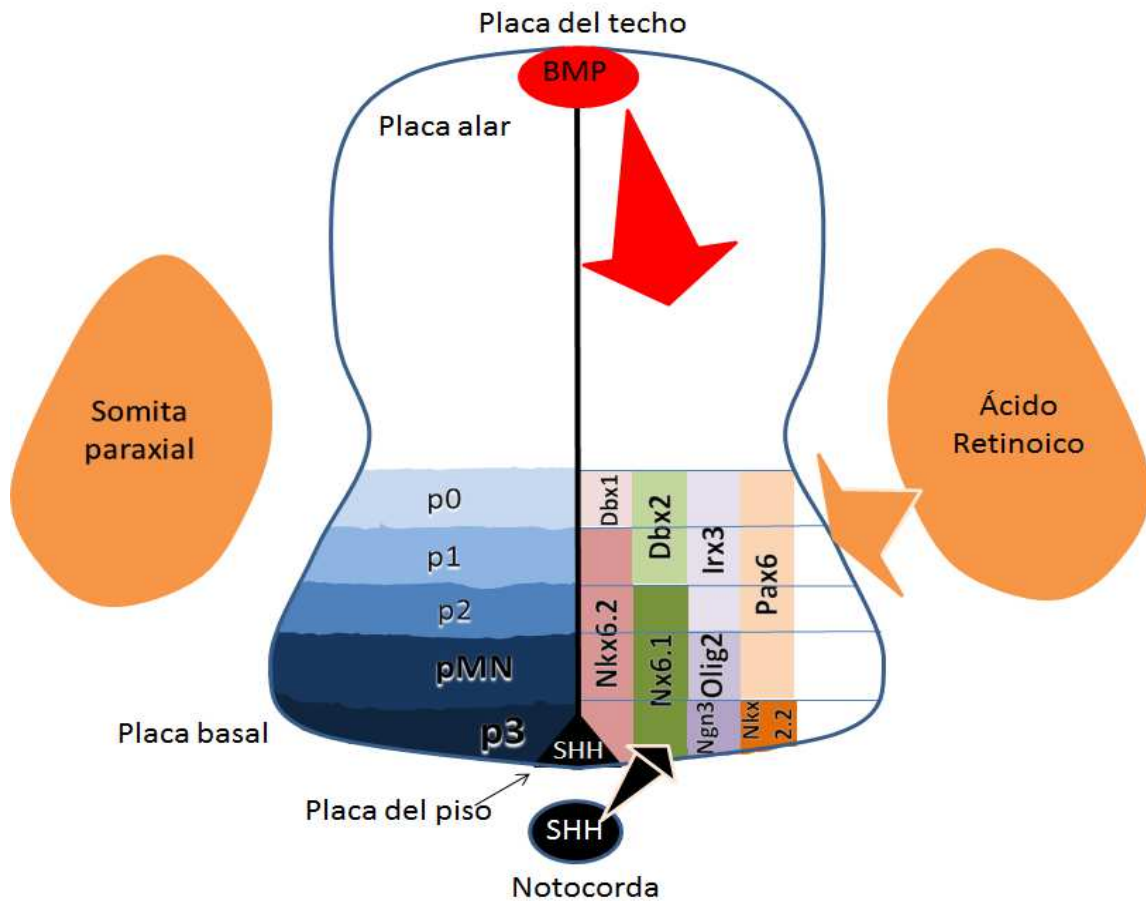 Placa del techo
BMP
Placa alar
Somita
paraxial
Ácido
Retinoico
p0
p1
p2
pMN
p3
Dbx1
Nkx6.2
Dbx2
Nx6.1
Irx3
Olig2
Ngn3
Pax6
Nkx
2.2
Placa basal
SHH
Placa del piso
SHH
Notocorda